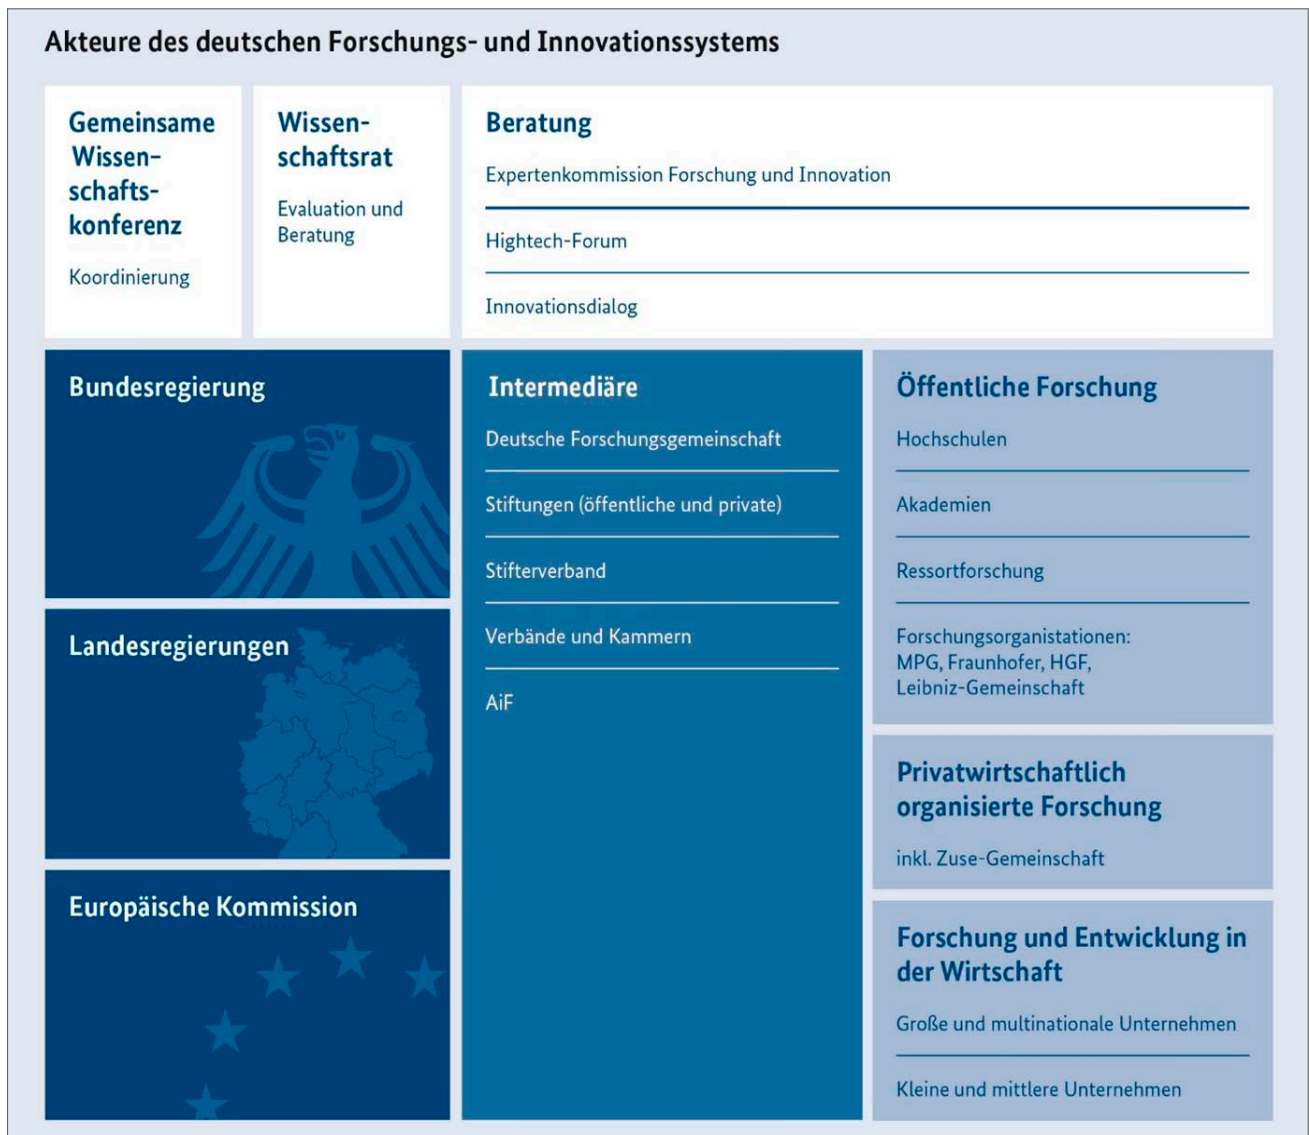 Akteure des deutschen Forschungs- und Innovationssystems
Gemeinsame
Wissen-
schafts-
konferenz
Koordinierung
Wissen-
schaftsrat
Evaluation und
Beratung
Beratung
Expertenkommission Forschung und Innovation
Hightech-Forum
Innovationsdialog
Bundesregierung
Landesregierungen
Europäische Kommission
Intermediäre
Deutsche Forschungsgemeinschaft
Stiftungen (öffentliche und private)
Stifterverband
Verbände und Kammern
AiF
Öffentliche Forschung
Hochschulen
Akademien
Ressortforschung
Forschungsorganistationen:
MPG, Fraunhofer, HGF,
Leibniz-Gemeinschaft
Privatwirtschaftlich
organisierte Forschung
inkl. Zuse-Gemeinschaft
Forschung und Entwicklung in
der Wirtschaft
Große und multinationale Unternehmen
Kleine und mittlere Unternehmen